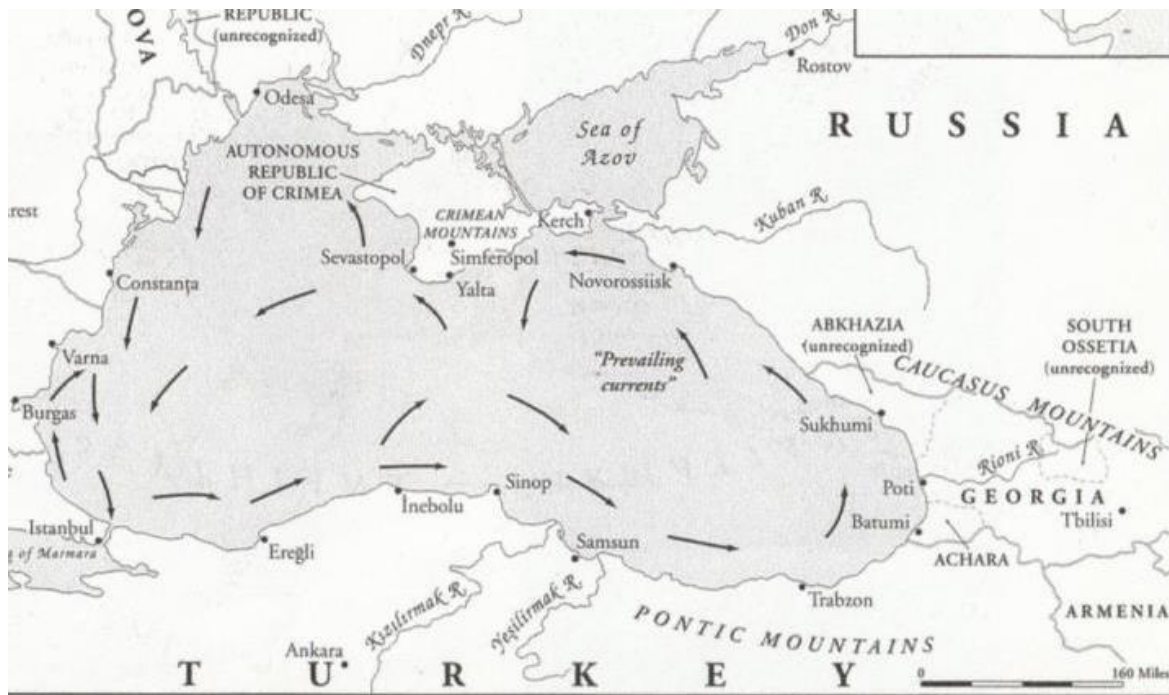 OVA
REPUBLIC
(unrecognized)
Dnepr R.
Don R.
Rostov
Odesa
Sea of
Azov
RUSSIA
AUTONOMOUS
REPUBLIC
OF CRIMEA
arest
CRIMEAN
MOUNTAINS
Kerch
Kuban R.
Sevastopol
Simferopol
Yalta
Novorossiisk
Constanţa
Varna
Burgas
"Prevailing
currents"
ABKHAZIA
(unrecognized)
SOUTH
OSSETIA
(unrecognized)
CAUCASUS MOUNTAINS
Sukhumi
Rioni R.
Poti
GEORGIA
Tbilisi
Batumi
ACHARA
Sinop
İnebolu
Istanbul
of Marmara
Ereğli
Samsun
Trabzon
Kızılırmak R.
Yeşilırmak R.
PONTIC MOUNTAINS
ARMENIA
Ankara
TURKEY
0 160 Miles